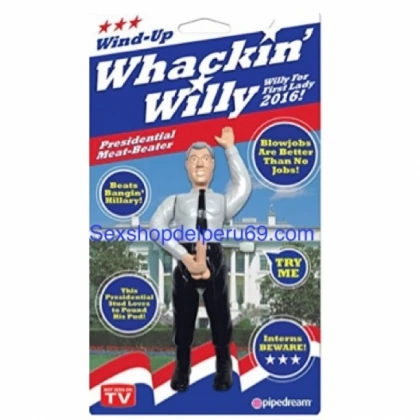 Wind-Up
Whackin'
Willy
Willy For
First Lady
2016!
Presidential
Meat-Beater
Blowjobs
Are Better
Than No
Jobs!
Beats
Bangin'
Hillary!
Sexshopdelperu69.com
TRY
ME
This
Presidential
Stud Loves
to Pound
His Pud!
Interns
BEWARE!
NOT SEEN ON
TV
pipedream